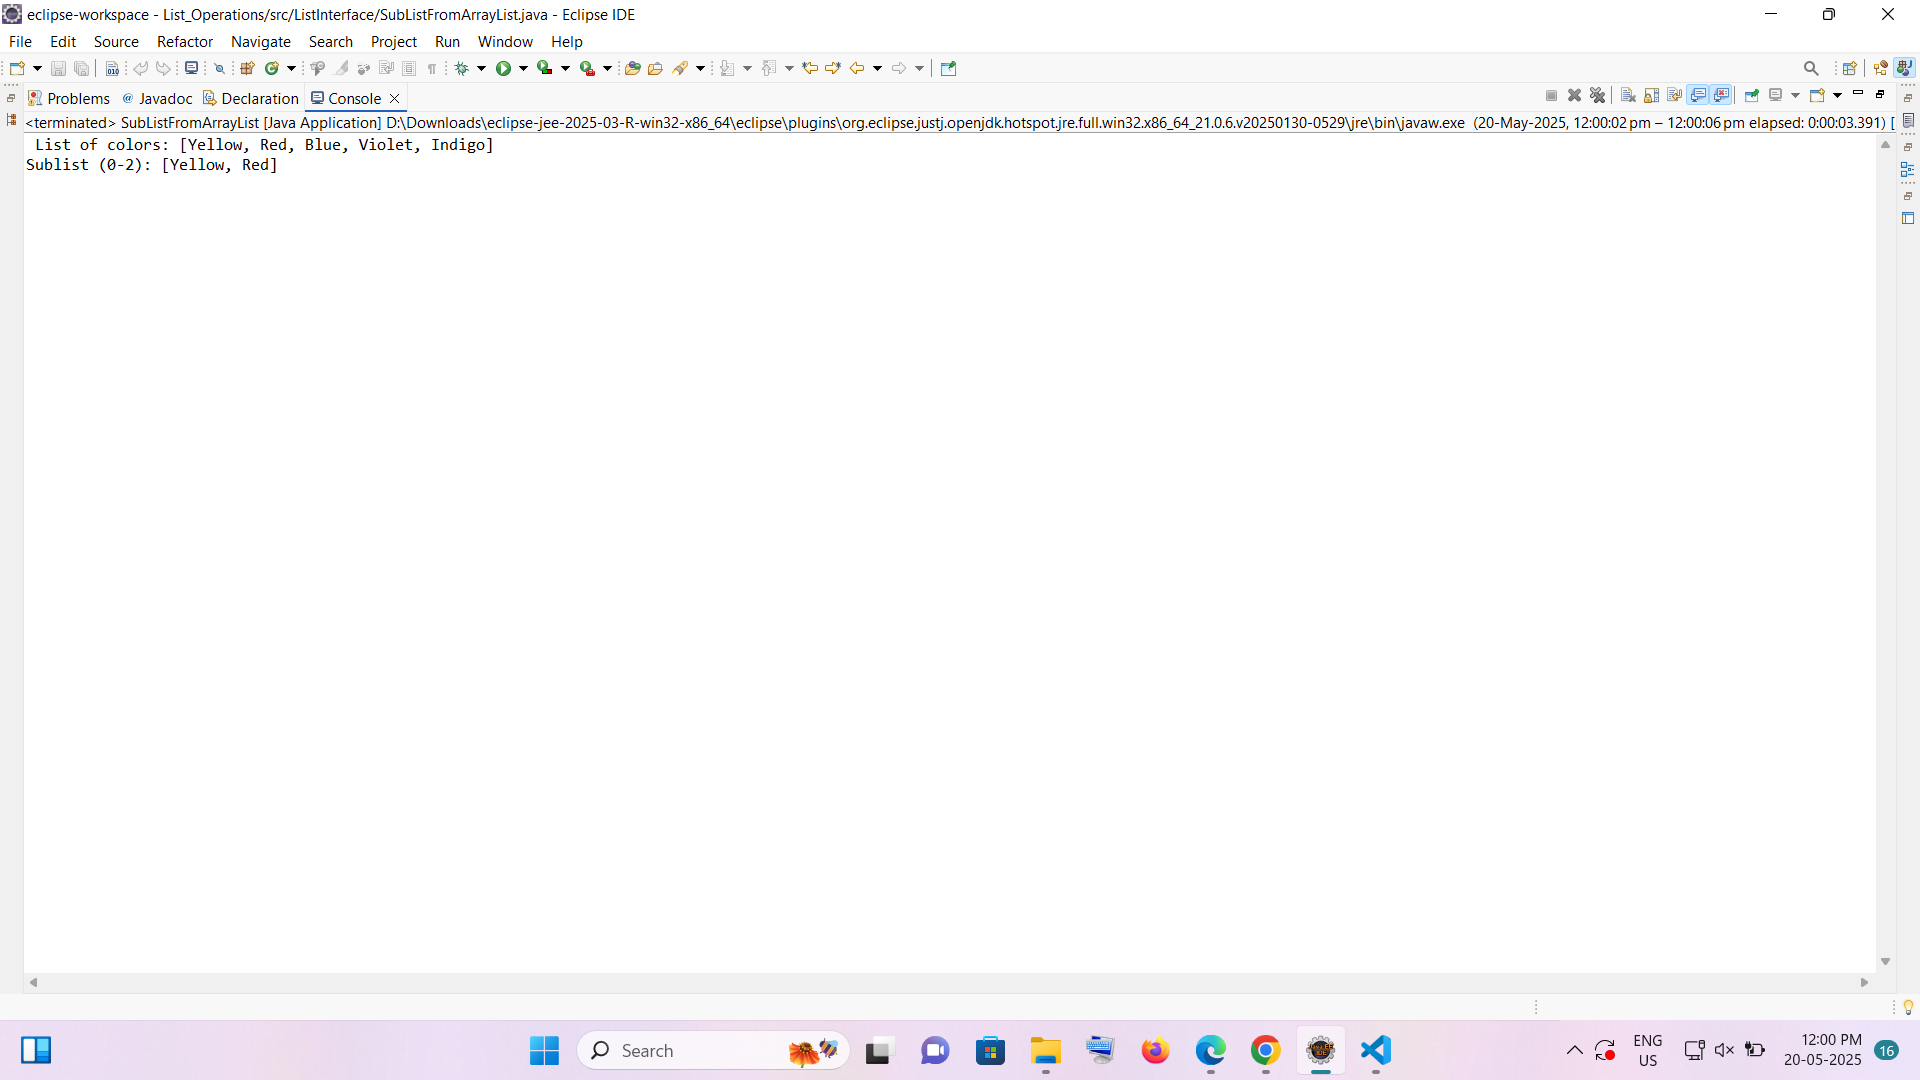 eclipse-workspace - List_Operations/src/ListInterface/SubListFromArrayList.java - Eclipse IDE
File Edit Source Refactor Navigate Search Project Run Window Help
Problems @ Javadoc Declaration Console
<terminated> SubListFromArrayList [Java Application] D:\Downloads\eclipse-jee-2025-03-R-win32-x86_64\eclipse\plugins\org.eclipse.justj.openjdk.hotspot.jre.full.win32.x86_64_21.0.6.v20250130-0529\jre\bin\javaw.exe (20-May-2025, 12:00:02 pm – 12:00:06 pm elapsed: 0:00:03.391) [
List of colors: [Yellow, Red, Blue, Violet, Indigo]
Sublist (0-2): [Yellow, Red]
Search
ENG
US
12:00 PM
20-05-2025
16